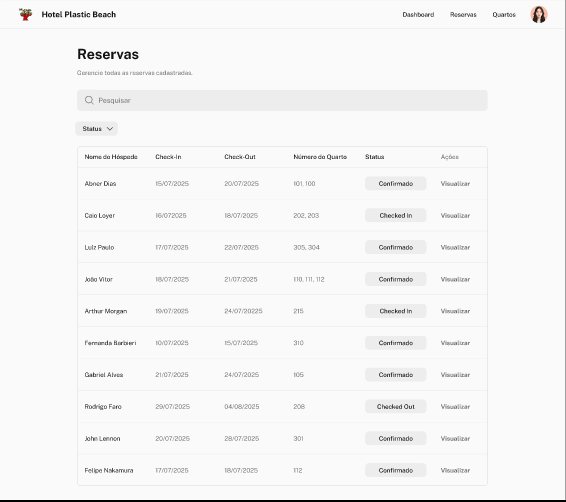 Hotel Plastic Beach Dashboard Reservas Quartos
Reservas
Gerencie todas as reservas cadastradas.
Pesquisar
Status
Nome do Hóspede Check-In Check-Out Número do Quarto Status Ações
Abner Dias 15/07/2025 20/07/2025 101, 100 Confirmado Visualizar
Caio Loyer 16/072025 18/07/2025 202, 203 Checked In Visualizar
Luiz Paulo 17/07/2025 22/07/2025 305, 304 Confirmado Visualizar
João Vitor 18/07/2025 21/07/2025 110, 111, 112 Confirmado Visualizar
Arthur Morgan 19/07/2025 24/07/20225 215 Checked In Visualizar
Fernanda Barbieri 10/07/2025 15/07/2025 310 Confirmado Visualizar
Gabriel Alves 21/07/2025 24/07/2025 105 Confirmado Visualizar
Rodrigo Faro 29/07/2025 04/08/2025 208 Checked Out Visualizar
John Lennon 20/07/2025 28/07/2025 301 Confirmado Visualizar
Felipe Nakamura 17/07/2025 18/07/2025 112 Confirmado Visualizar